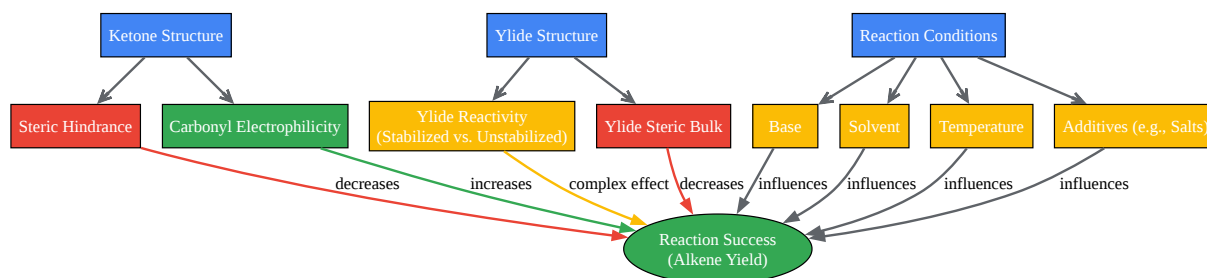 Ketone Structure
Ylide Structure
Reaction Conditions
Steric Hindrance
Carbonyl Electrophilicity
Ylide Reactivity
(Stabilized vs. Unstabilized)
Ylide Steric Bulk
Base
Solvent
Temperature
Additives (e.g., Salts)
decreases
increases
complex effect
decreases
influences
influences
influences
influences
Reaction Success
(Alkene Yield)